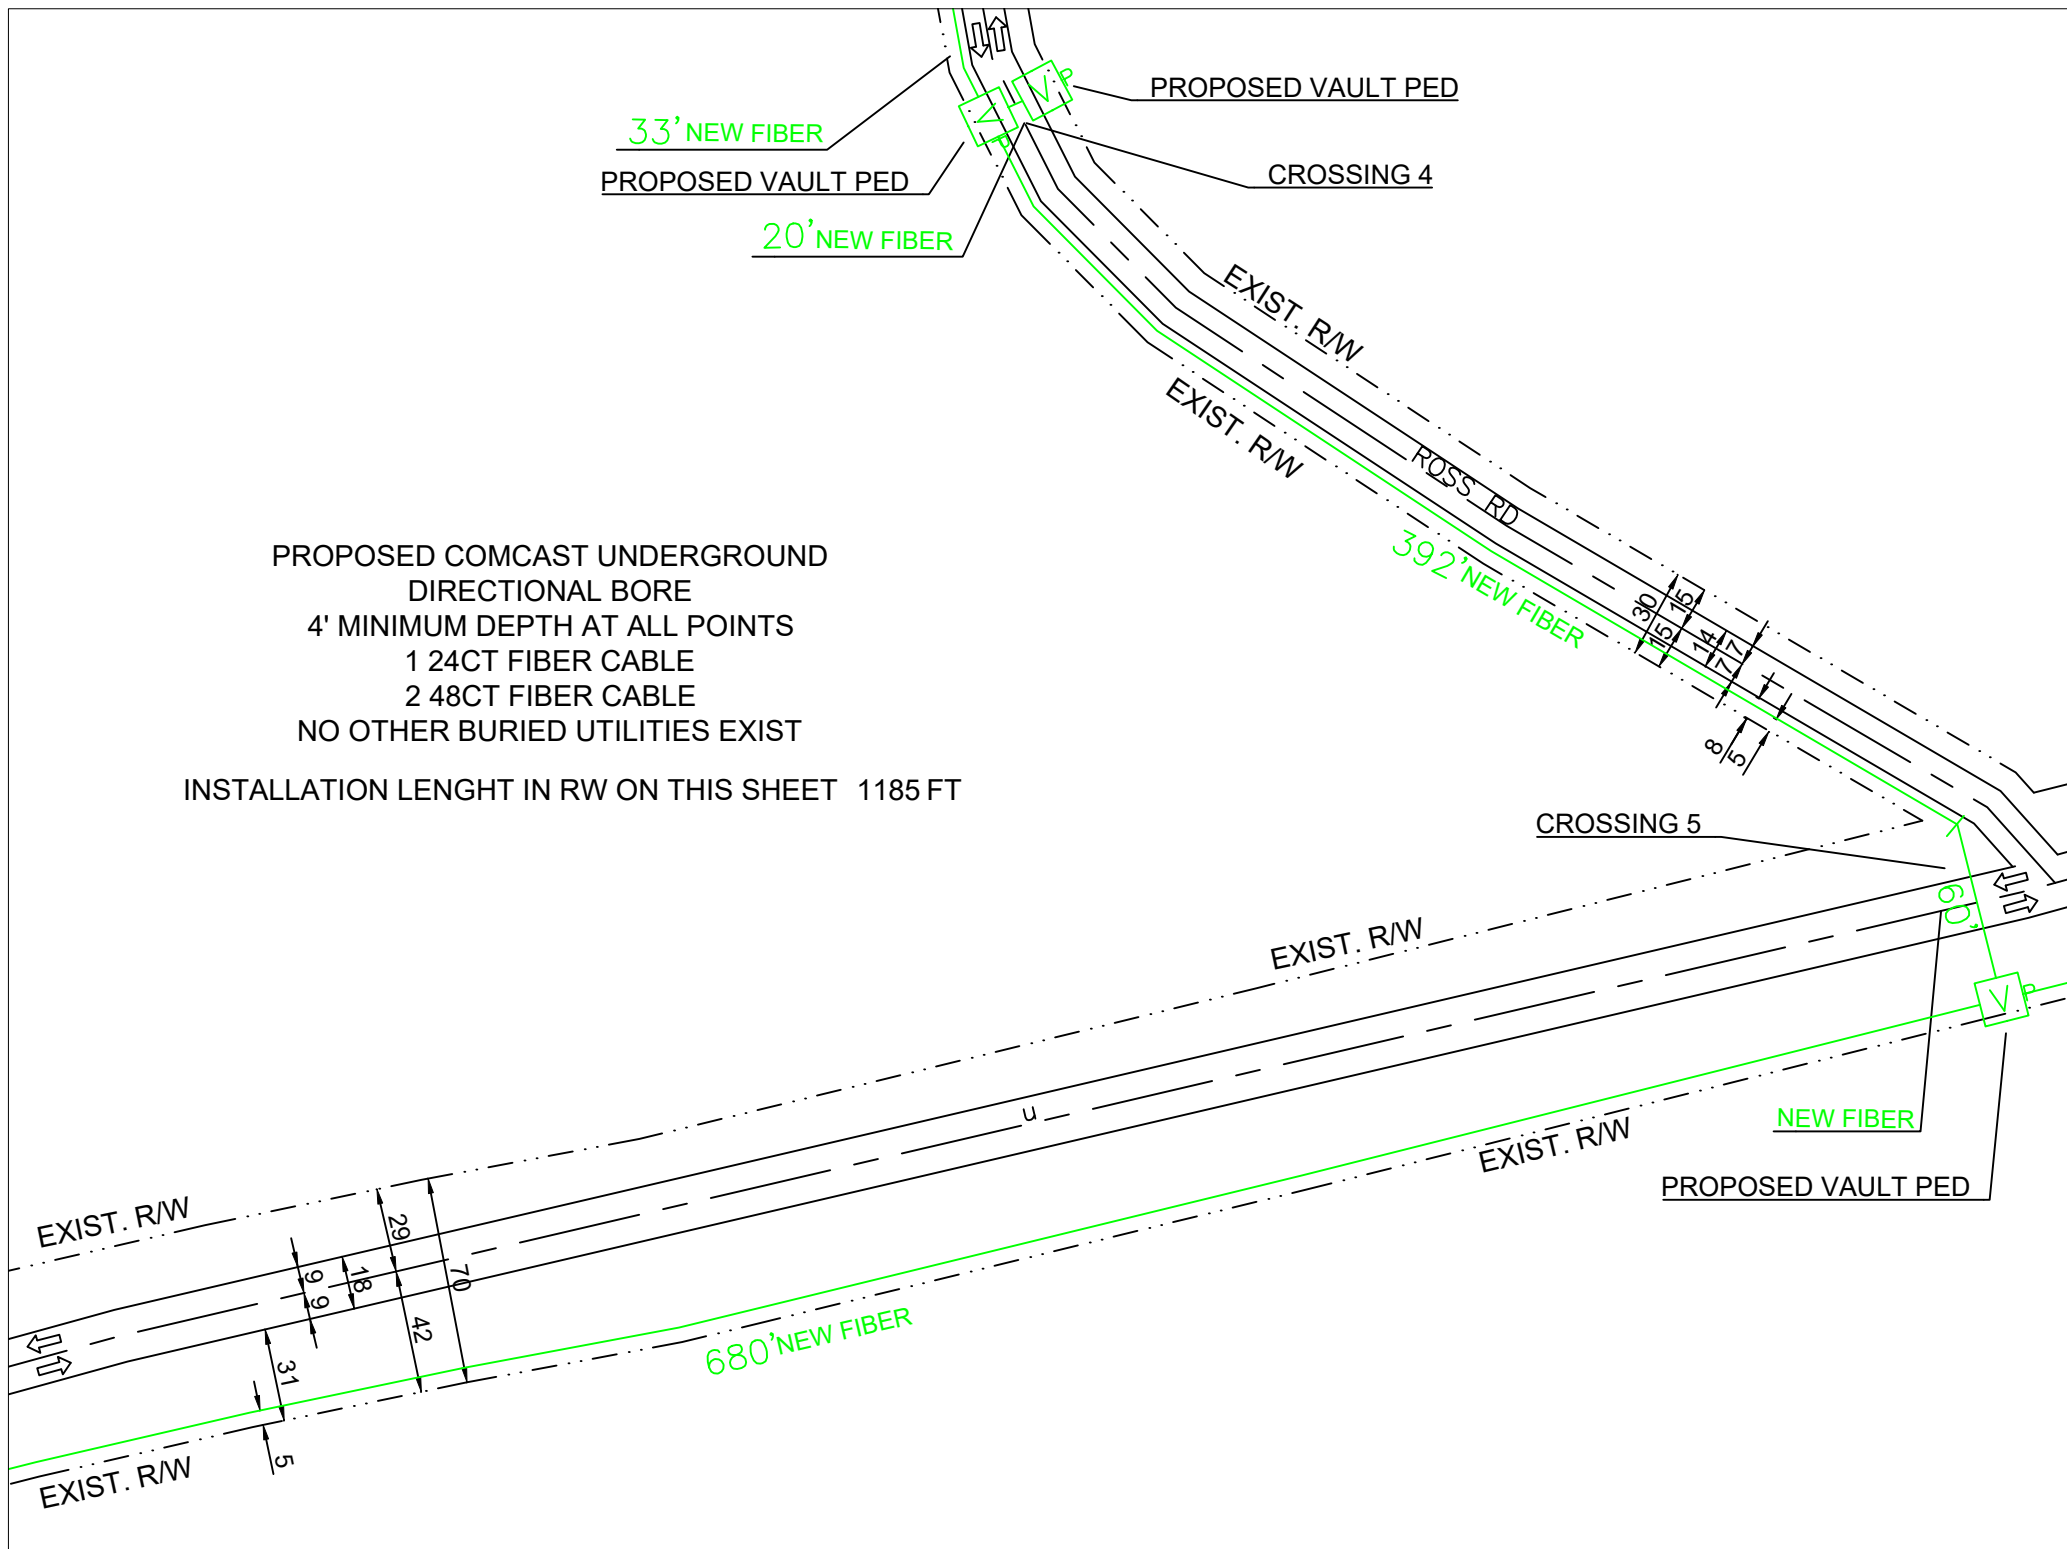 PROPOSED VAULT PED
33' NEW FIBER
PROPOSED VAULT PED
CROSSING 4
20' NEW FIBER
V P
V P
EXIST. R/W
EXIST. R/W
ROSS RD
392' NEW FIBER
30
15
15
14
7
7
8
5
PROPOSED COMCAST UNDERGROUND
DIRECTIONAL BORE
4' MINIMUM DEPTH AT ALL POINTS
1 24CT FIBER CABLE
2 48CT FIBER CABLE
NO OTHER BURIED UTILITIES EXIST
INSTALLATION LENGHT IN RW ON THIS SHEET 1185 FT
CROSSING 5
60'
EXIST. R/W
V P
u
NEW FIBER
EXIST. R/W
PROPOSED VAULT PED
EXIST. R/W
29
70
9
18
9
42
680' NEW FIBER
31
5
EXIST. R/W